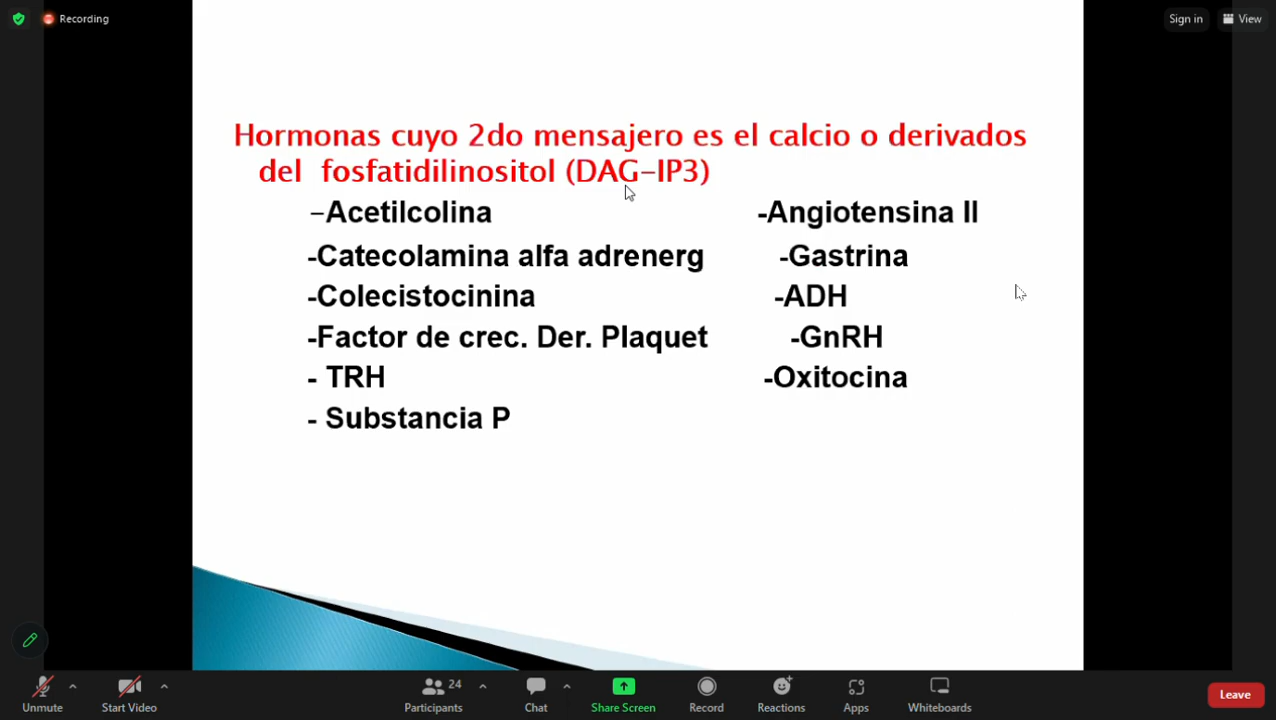 Recording
Sign in
View
Hormonas cuyo 2do mensajero es el calcio o derivados
del fosfatidilinositol (DAG-IP3)
-Acetilcolina
-Angiotensina II
-Catecolamina alfa adrenerg
-Gastrina
-Colecistocinina
-ADH
-Factor de crec. Der. Plaquet
-GnRH
- TRH
-Oxitocina
- Substancia P
Unmute
Start Video
24
Participants
Chat
Share Screen
Record
Reactions
Apps
Whiteboards
Leave